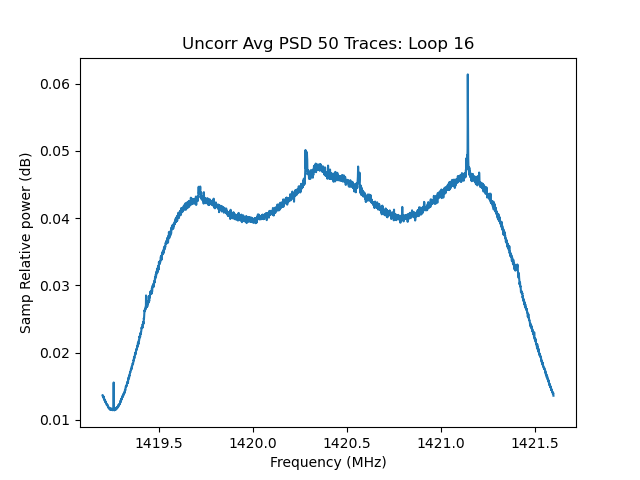 Uncorr Avg PSD 50 Traces: Loop 16
0.06
0.05
0.04
0.03
0.02
0.01
Samp Relative power (dB)
1419.5 1420.0 1420.5 1421.0 1421.5
Frequency (MHz)